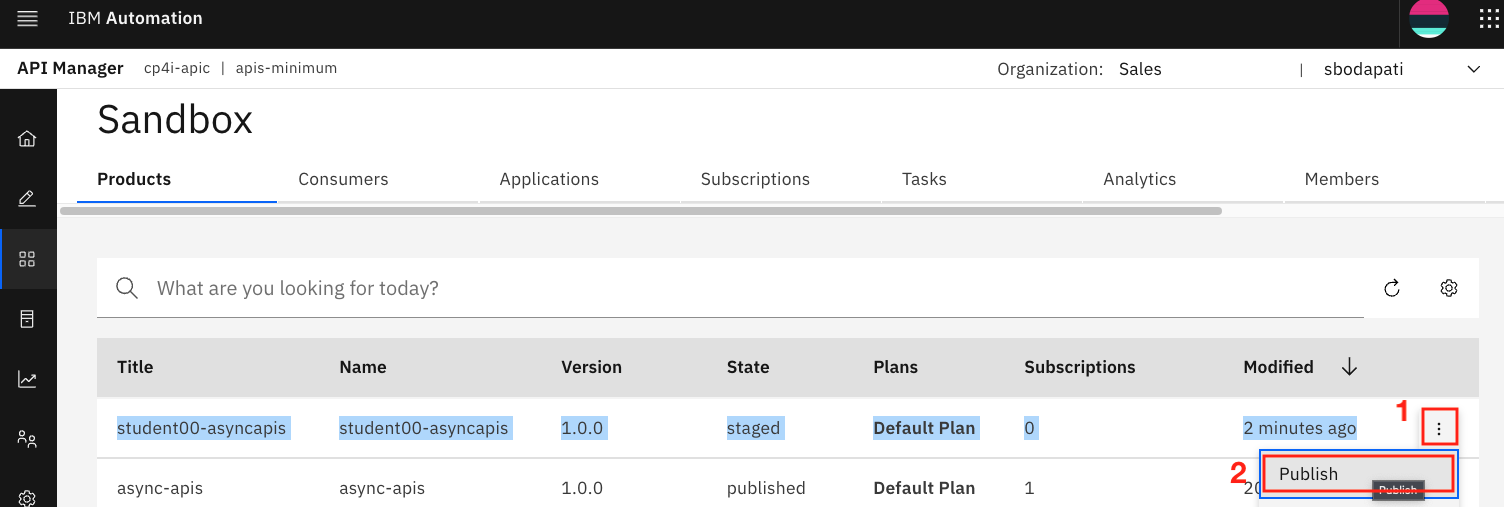 IBM Automation
API Manager cp4i-apic | apis-minimum Organization: Sales | sbodapati
Sandbox
Products Consumers Applications Subscriptions Tasks Analytics Members
What are you looking for today?
Title Name Version State Plans Subscriptions Modified
student00-asyncapis student00-asyncapis 1.0.0 staged Default Plan 0 2 minutes ago 1
2 Publish
Publish
async-apis async-apis 1.0.0 published Default Plan 1